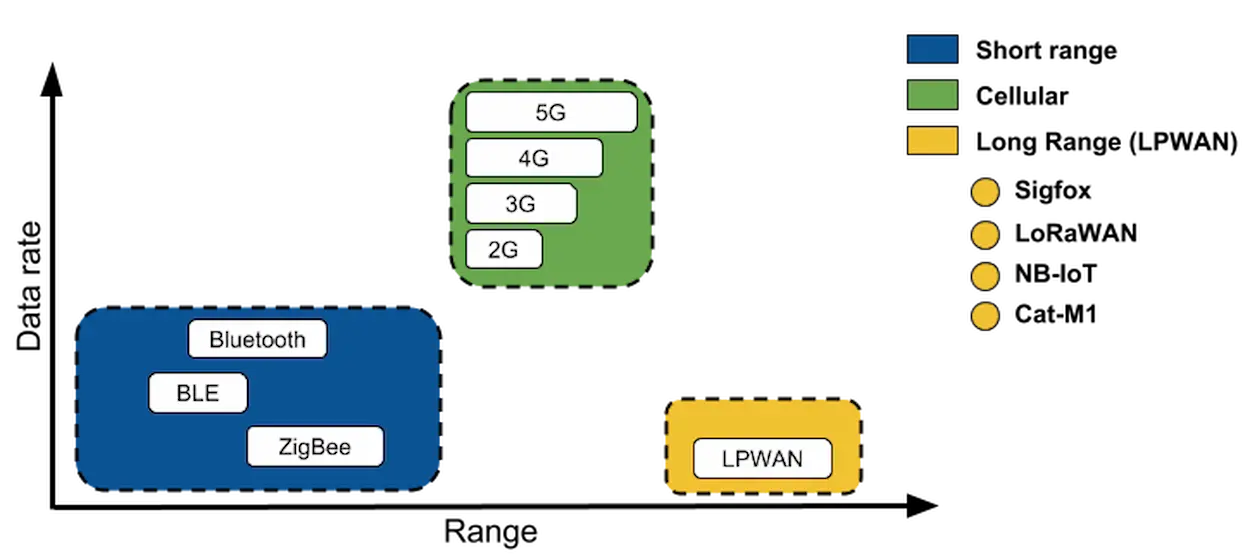 Short range
Cellular
Long Range (LPWAN)
Sigfox
LoRaWAN
NB-IoT
Cat-M1
5G
4G
3G
2G
Bluetooth
BLE
ZigBee
LPWAN
Data rate
Range